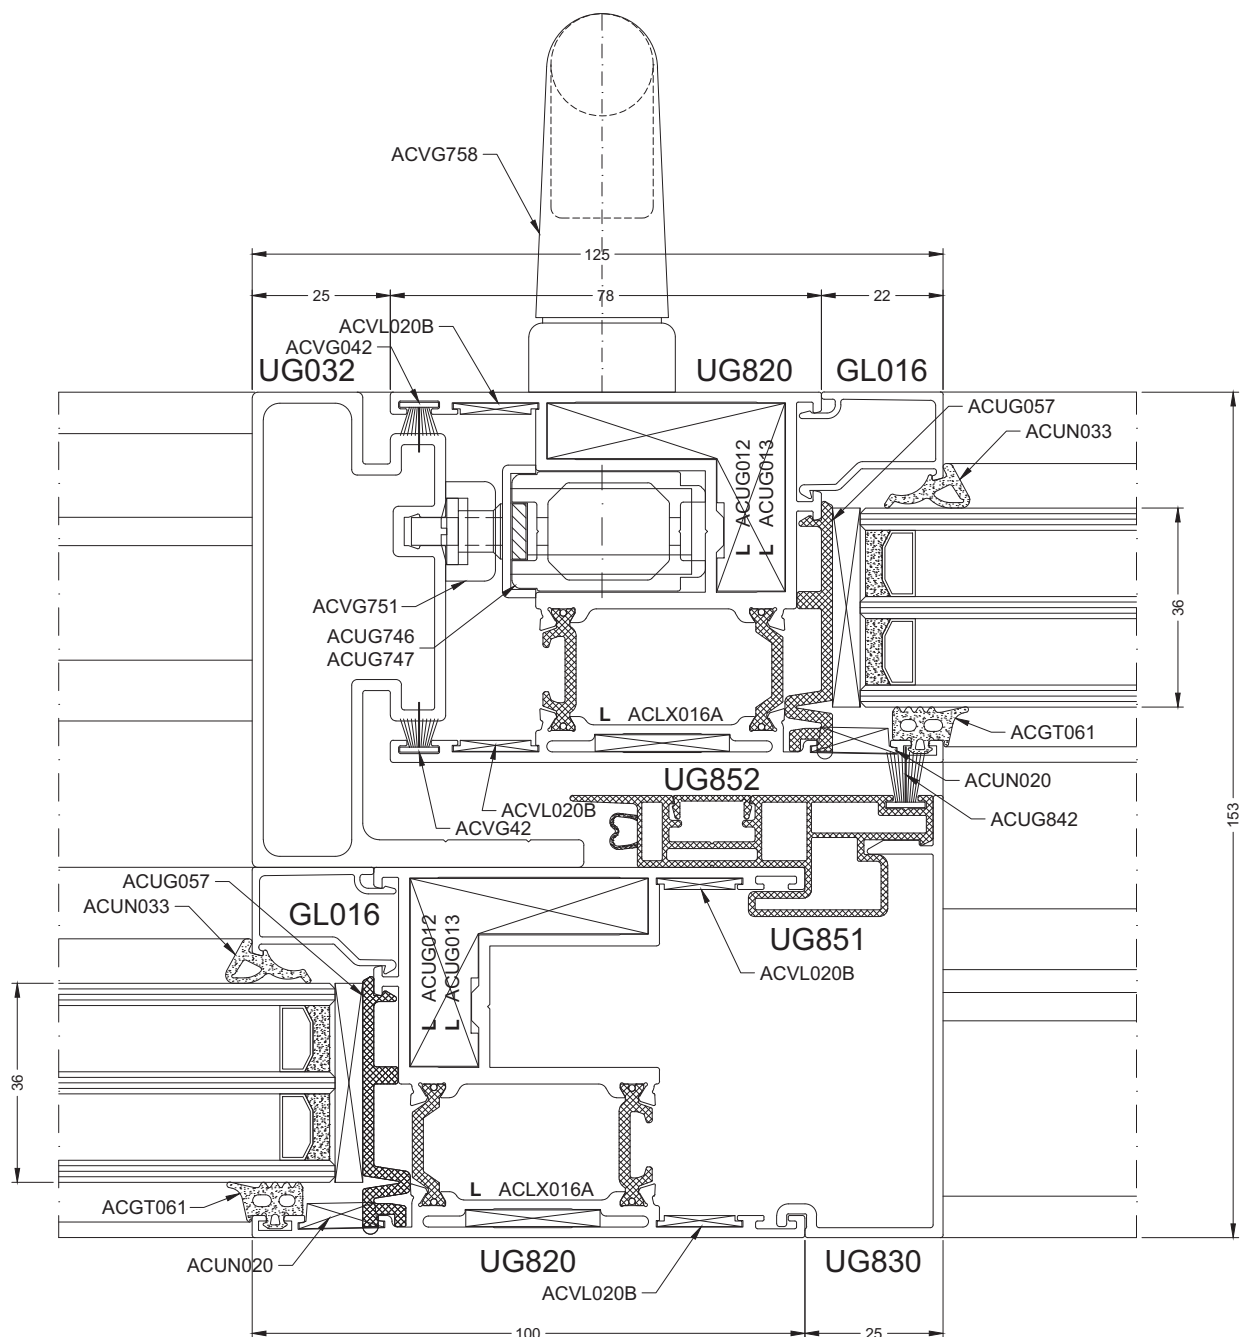 ACVG758
125
25
78
22
ACVL020B
ACVG042
UG032
UG820
GL016
ACUG057
ACUN033
L ACUG012
L ACUG013
ACVG751
ACUG746
ACUG747
36
L ACLX016A
ACGT061
UG852
ACUN020
ACVL020B
ACVG42
ACUG842
153
ACUG057
ACUN033
GL016
L ACUG012
L ACUG013
UG851
ACVL020B
36
L ACLX016A
ACGT061
ACUN020
UG820
UG830
ACVL020B
100
25